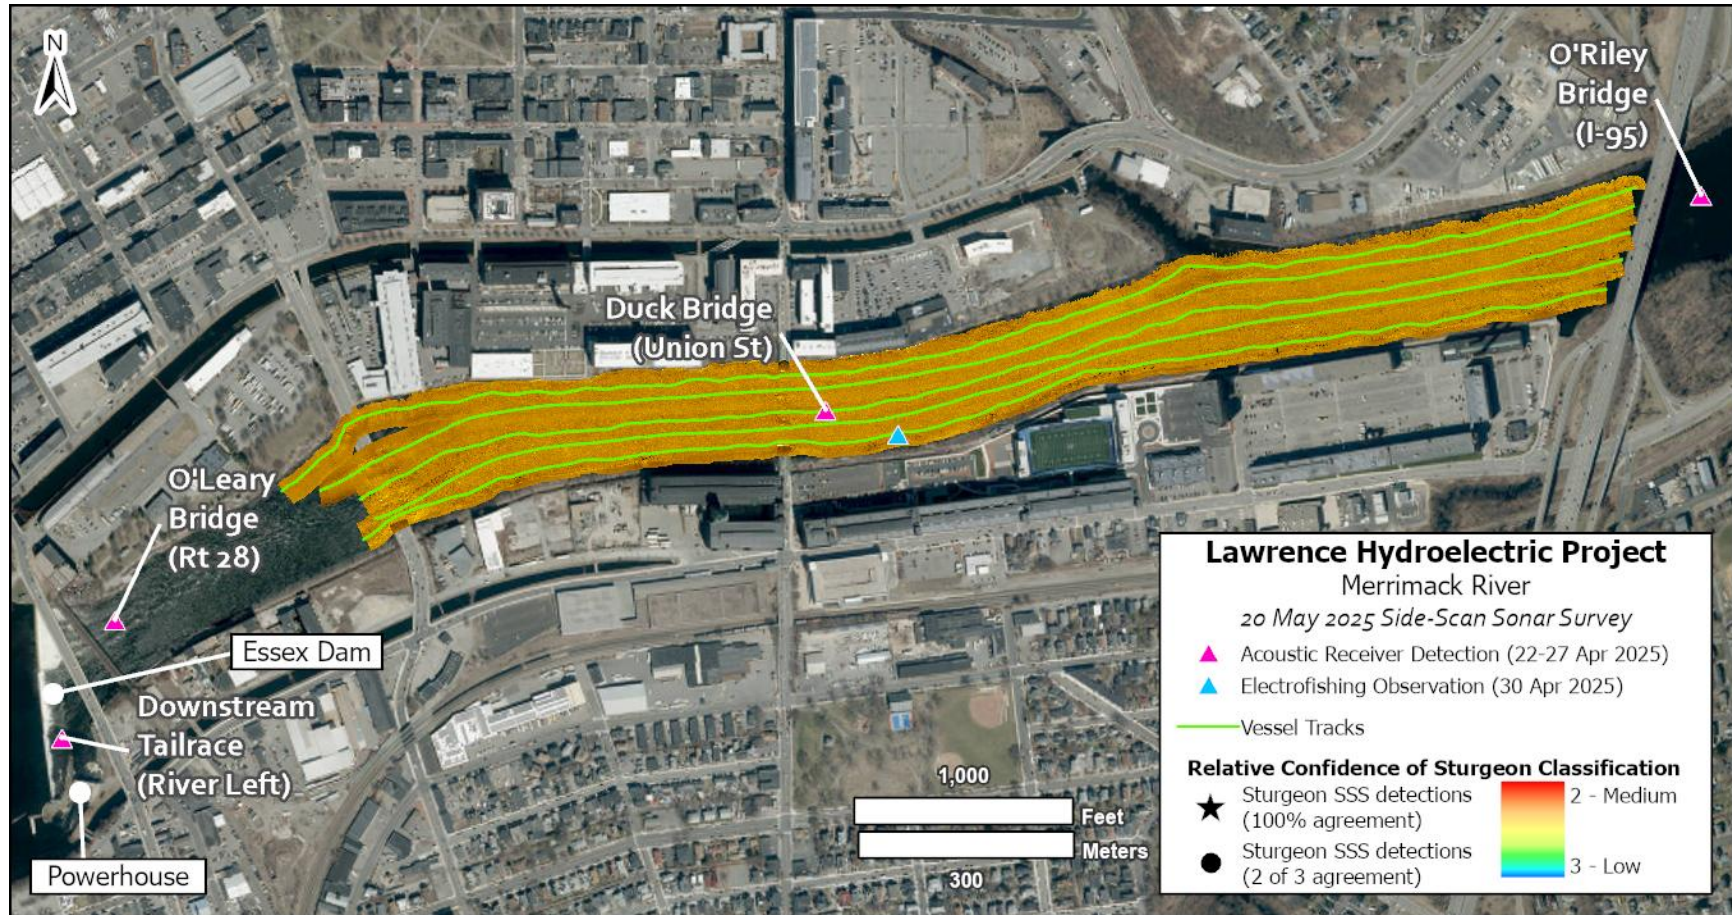 N
O'Riley
Bridge
(I-95)
Duck Bridge
(Union St)
O'Leary
Bridge
(Rt 28)
Essex Dam
Downstream
Tailrace
(River Left)
Powerhouse
1,000
Feet
Meters
300
Lawrence Hydroelectric Project
Merrimack River
20 May 2025 Side-Scan Sonar Survey
Acoustic Receiver Detection (22-27 Apr 2025)
Electrofishing Observation (30 Apr 2025)
Vessel Tracks
Relative Confidence of Sturgeon Classification
Sturgeon SSS detections
(100% agreement)
2 - Medium
Sturgeon SSS detections
(2 of 3 agreement)
3 - Low